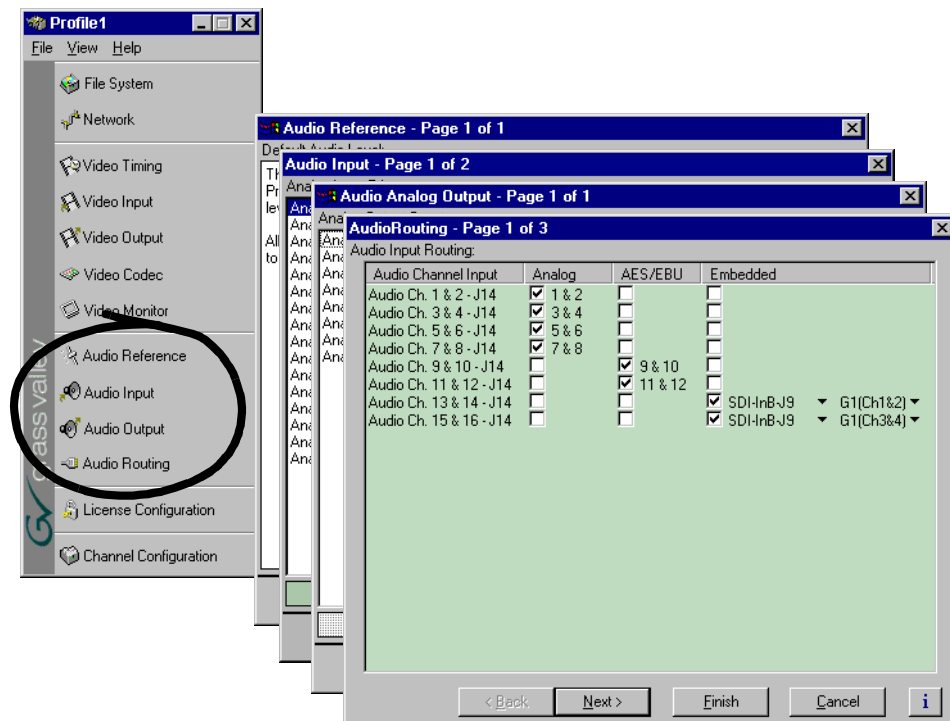 Profile1
File View Help
File System
Network
Video Timing
Video Input
Video Output
Video Codec
Video Monitor
Audio Reference
Audio Input
Audio Output
Audio Routing
License Configuration
Channel Configuration
grass valley
Audio Reference - Page 1 of 1
Audio Input - Page 1 of 2
Audio Analog Output - Page 1 of 1
AudioRouting - Page 1 of 3
Audio Input Routing:
Audio Channel Input Analog AES/EBU Embedded
Audio Ch. 1 & 2 - J14 1 & 2
Audio Ch. 3 & 4 - J14 3 & 4
Audio Ch. 5 & 6 - J14 5 & 6
Audio Ch. 7 & 8 - J14 7 & 8
Audio Ch. 9 & 10 - J14 9 & 10
Audio Ch. 11 & 12 - J14 11 & 12
Audio Ch. 13 & 14 - J14 SDI-InB-J9 G1(Ch1&2)
Audio Ch. 15 & 16 - J14 SDI-InB-J9 G1(Ch3&4)
< Back Next > Finish Cancel i